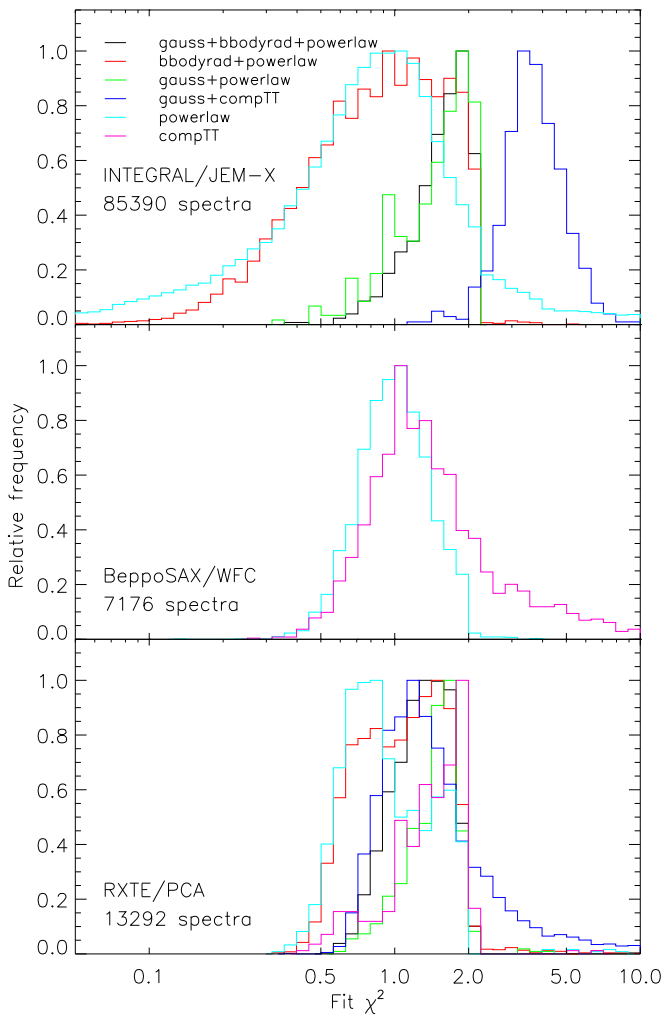 1.0
0.8
0.6
0.4
0.2
0.0
gauss+bbodyrad+powerlaw
bbodyrad+powerlaw
gauss+powerlaw
gauss+compTT
powerlaw
compTT
INTEGRAL/JEM-X
85390 spectra
Relative frequency
1.0
0.8
0.6
0.4
0.2
0.0
BeppoSAX/WFC
7176 spectra
1.0
0.8
0.6
0.4
0.2
0.0
RXTE/PCA
13292 spectra
0.1 0.5 1.0 2.0 5.0 10.0
Fit χ²